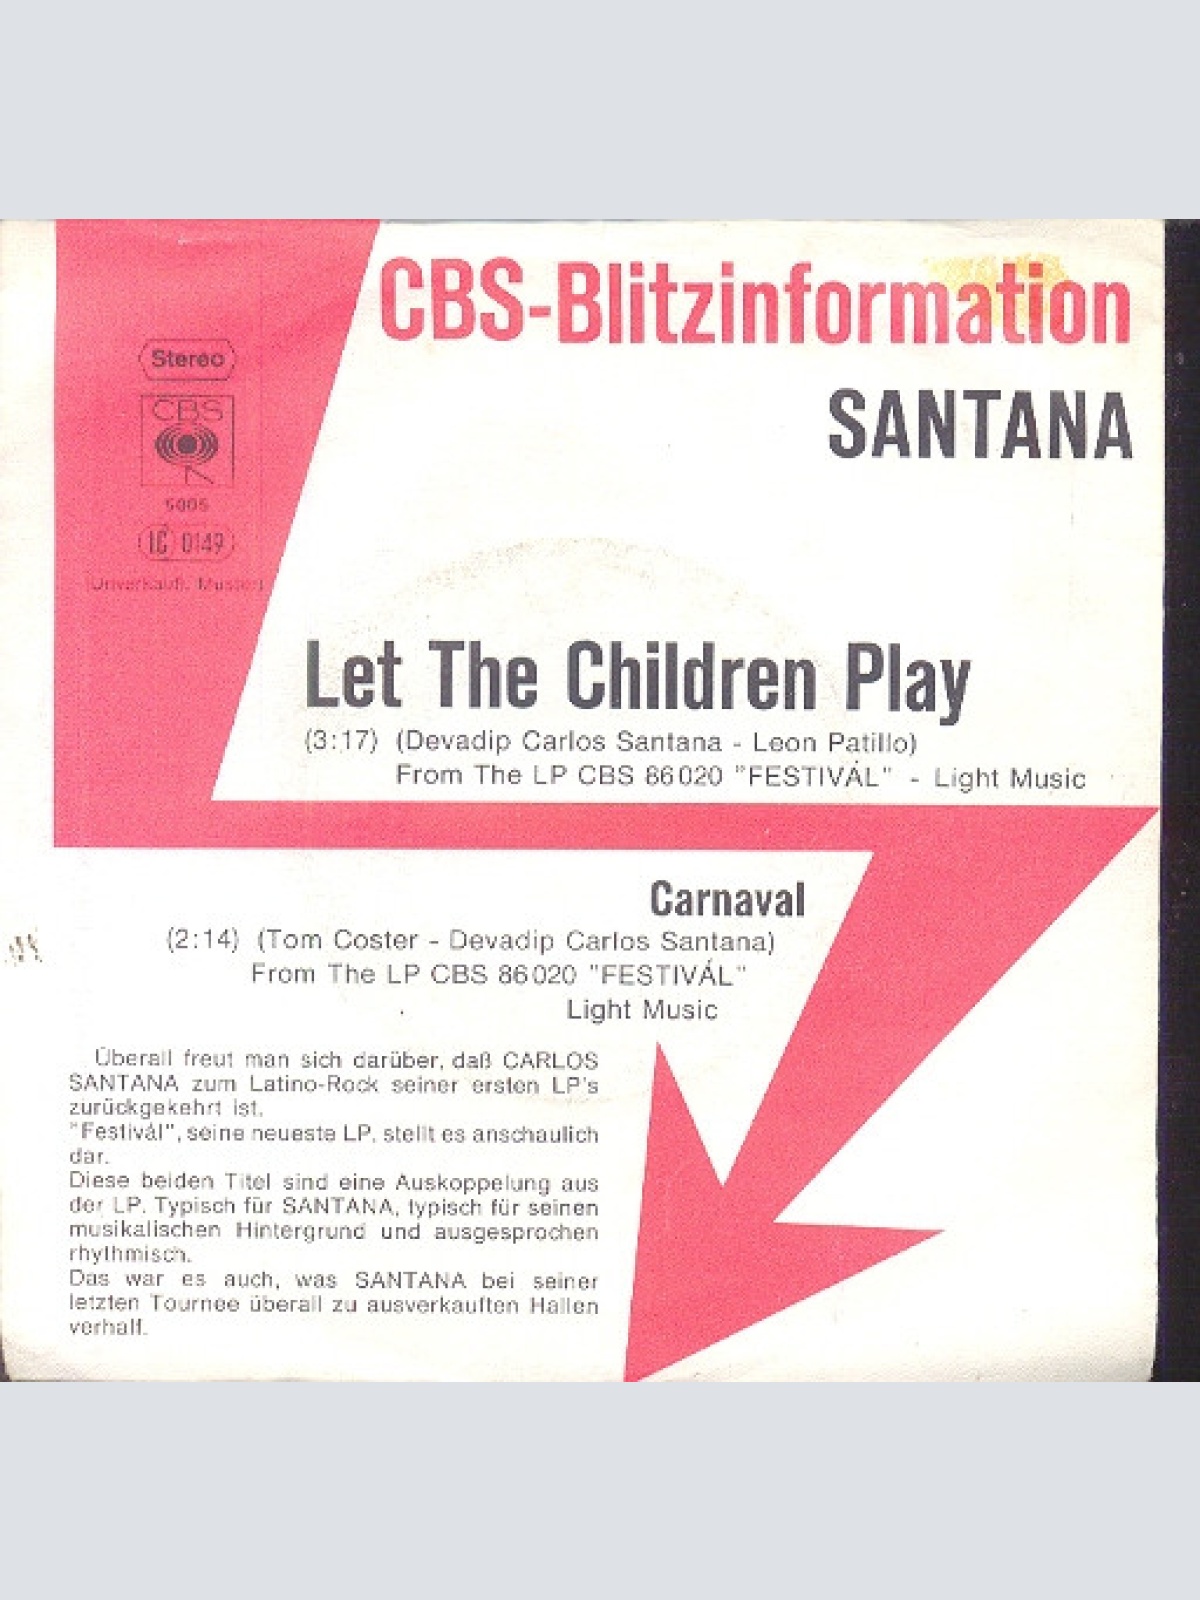 CBS-Blitzinformation
SANTANA
Stereo
CBS
5005
LC 0149
(Unverkäufl. Muster)
Let The Children Play
(3:17) (Devadip Carlos Santana - Leon Patillo)
From The LP CBS 86020 "FESTIVÁL" - Light Music
Carnaval
(2:14) (Tom Coster - Devadip Carlos Santana)
From The LP CBS 86020 "FESTIVÁL"
Light Music
Überall freut man sich darüber, daß CARLOS
SANTANA zum Latino-Rock seiner ersten LP's
zurückgekehrt ist.
"Festivál", seine neueste LP, stellt es anschaulich
dar.
Diese beiden Titel sind eine Auskoppelung aus
der LP. Typisch für SANTANA, typisch für seinen
musikalischen Hintergrund und ausgesprochen
rhythmisch.
Das war es auch, was SANTANA bei seiner
letzten Tournee überall zu ausverkauften Hallen
verhalf.